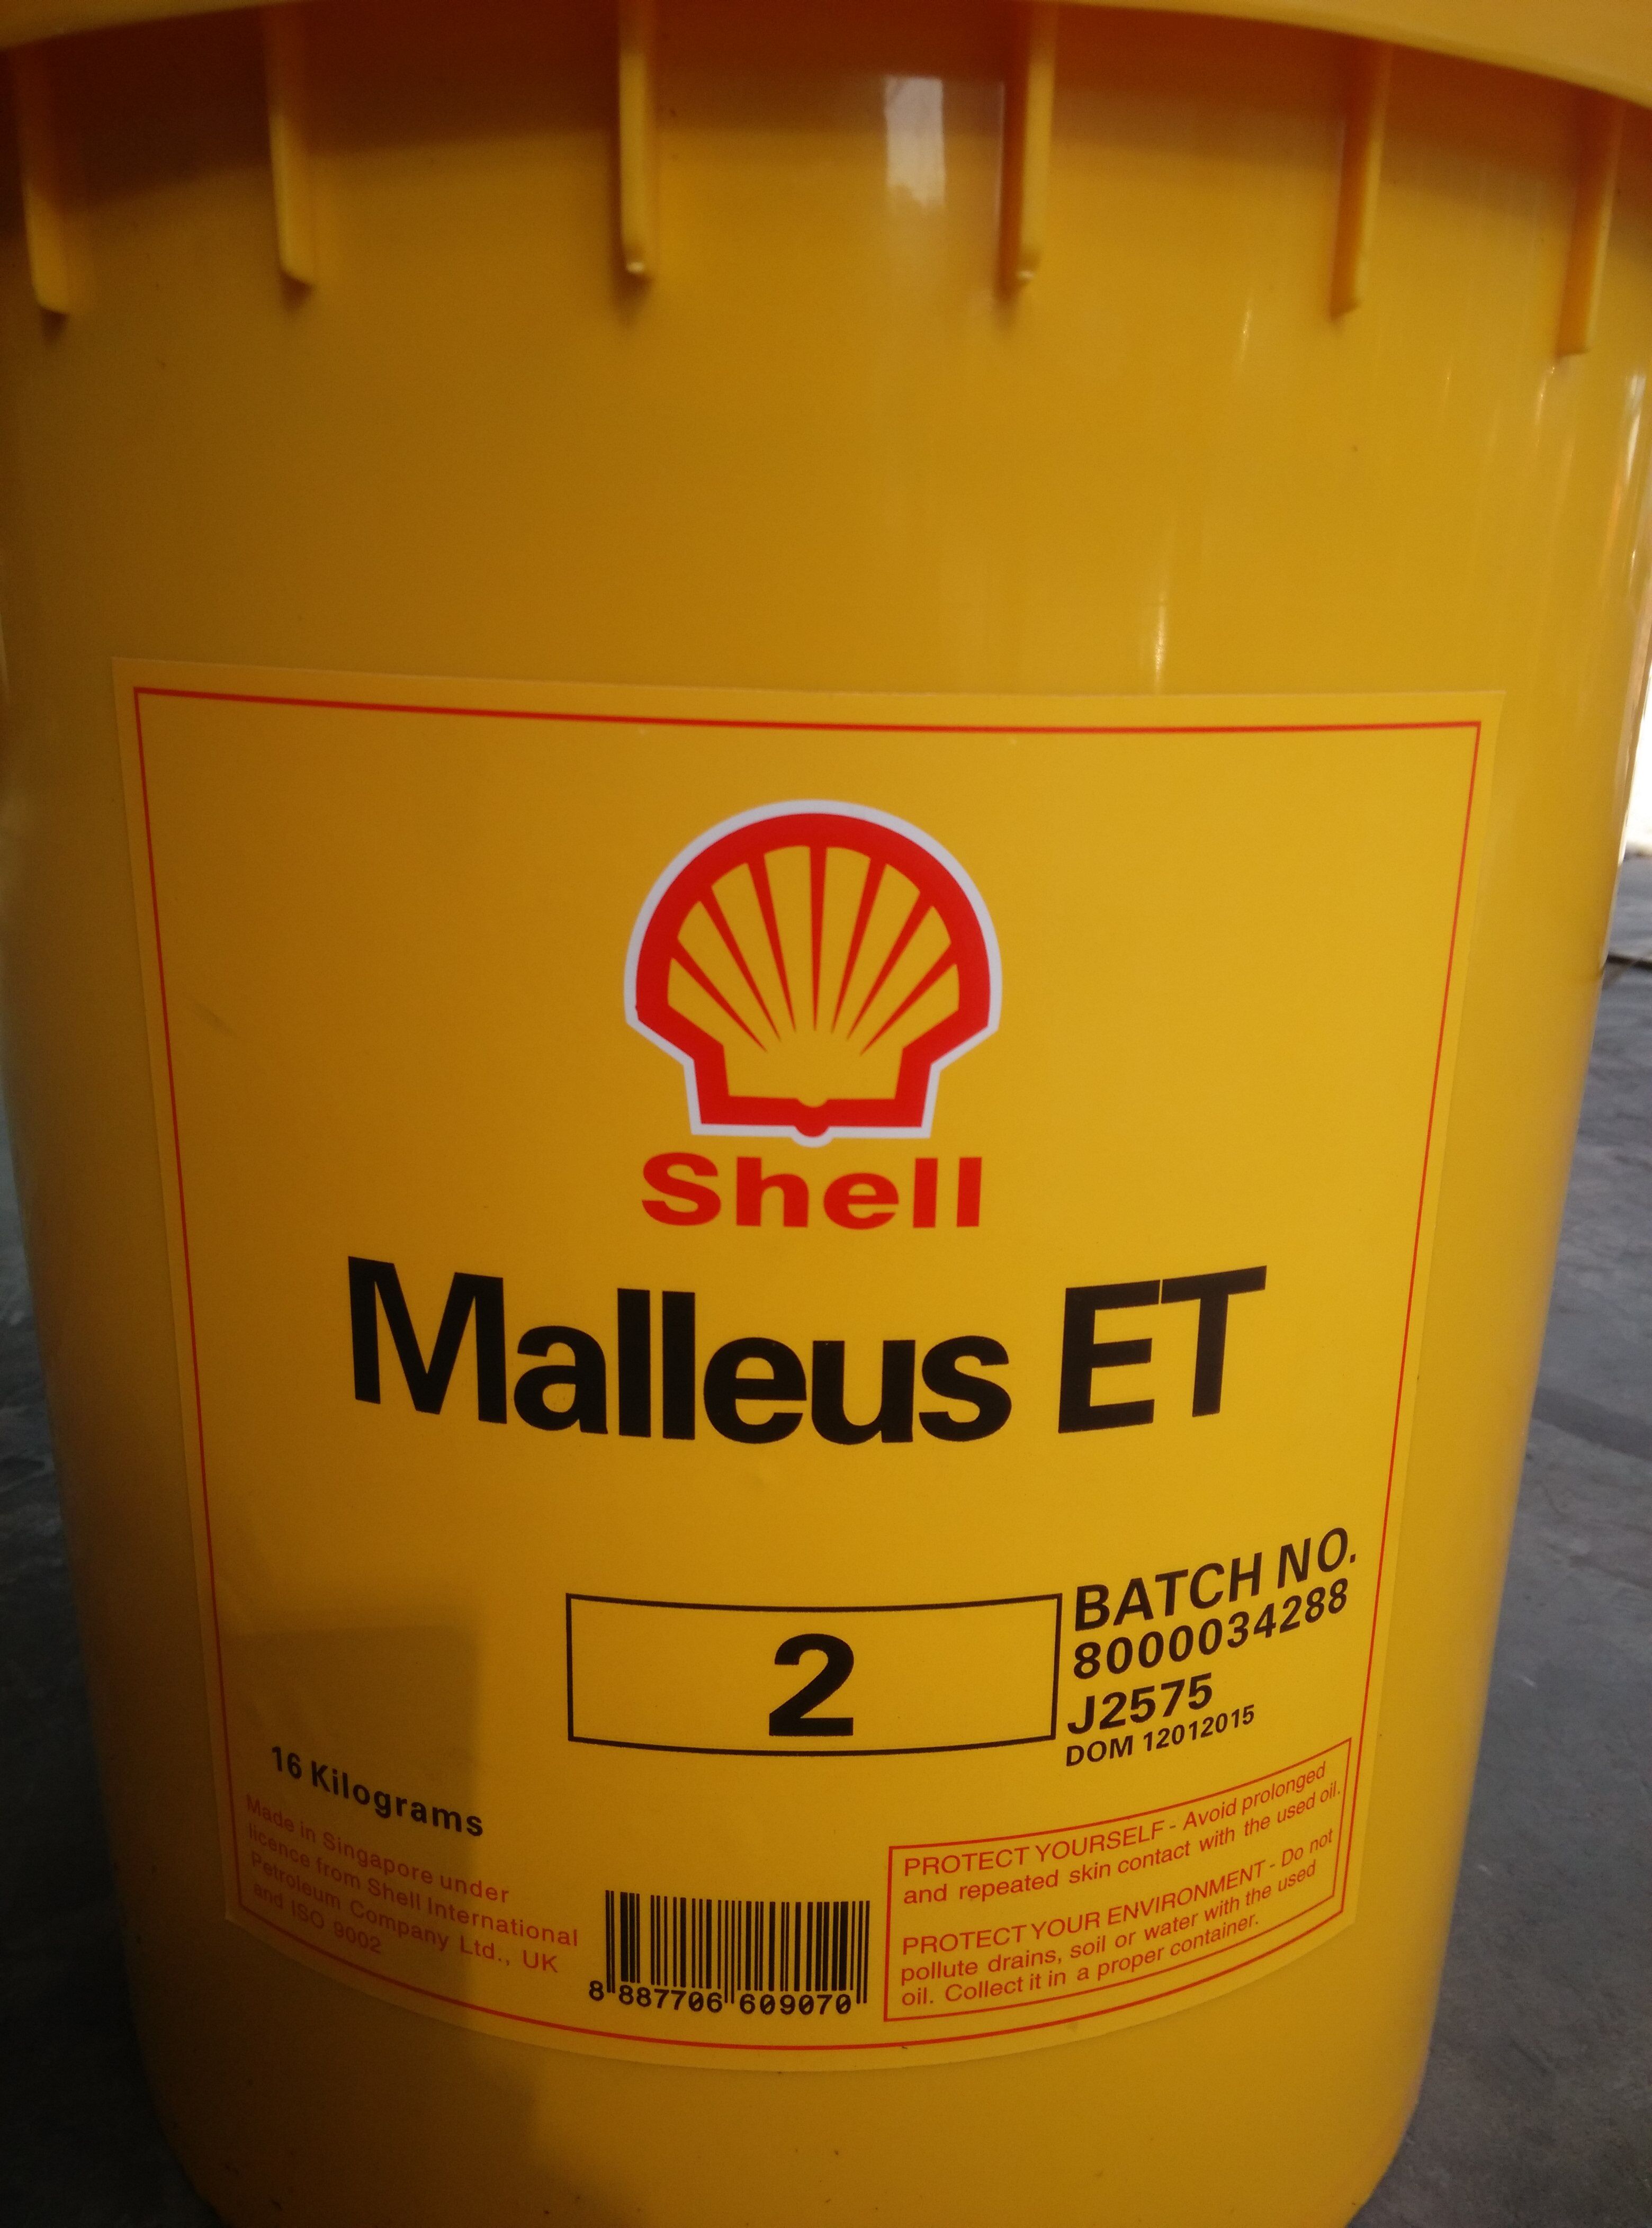 Shell
Malleus ET
2
BATCH NO.
8000034288
J2575
DOM 12012015
16 Kilograms
Made in Singapore under
licence from Shell International
Petroleum Company Ltd., UK
and ISO 9002
8 887706 609070
PROTECT YOURSELF - Avoid prolonged
and repeated skin contact with the used oil.
PROTECT YOUR ENVIRONMENT - Do not
pollute drains, soil or water with the used
oil. Collect it in a proper container.